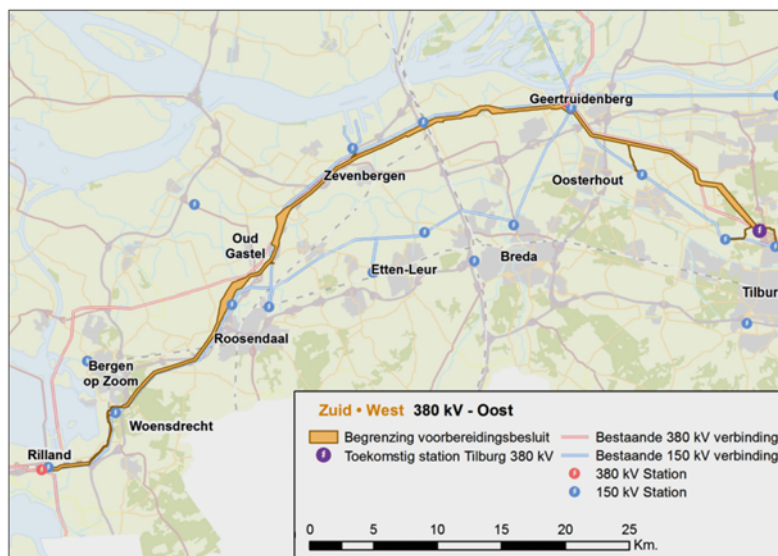 Geertruidenberg
Zevenbergen
Oosterhout
Oud
Gastel
Etten-Leur
Breda
Tilbur
Roosendaal
Bergen
op Zoom
Woensdrecht
Rilland
Zuid • West 380 kV - Oost
Begrenzing voorbereidingsbesluit
Toekomstig station Tilburg 380 kV
Bestaande 380 kV verbinding
Bestaande 150 kV verbinding
380 kV Station
150 kV Station
0 5 10 15 20 25
Km.